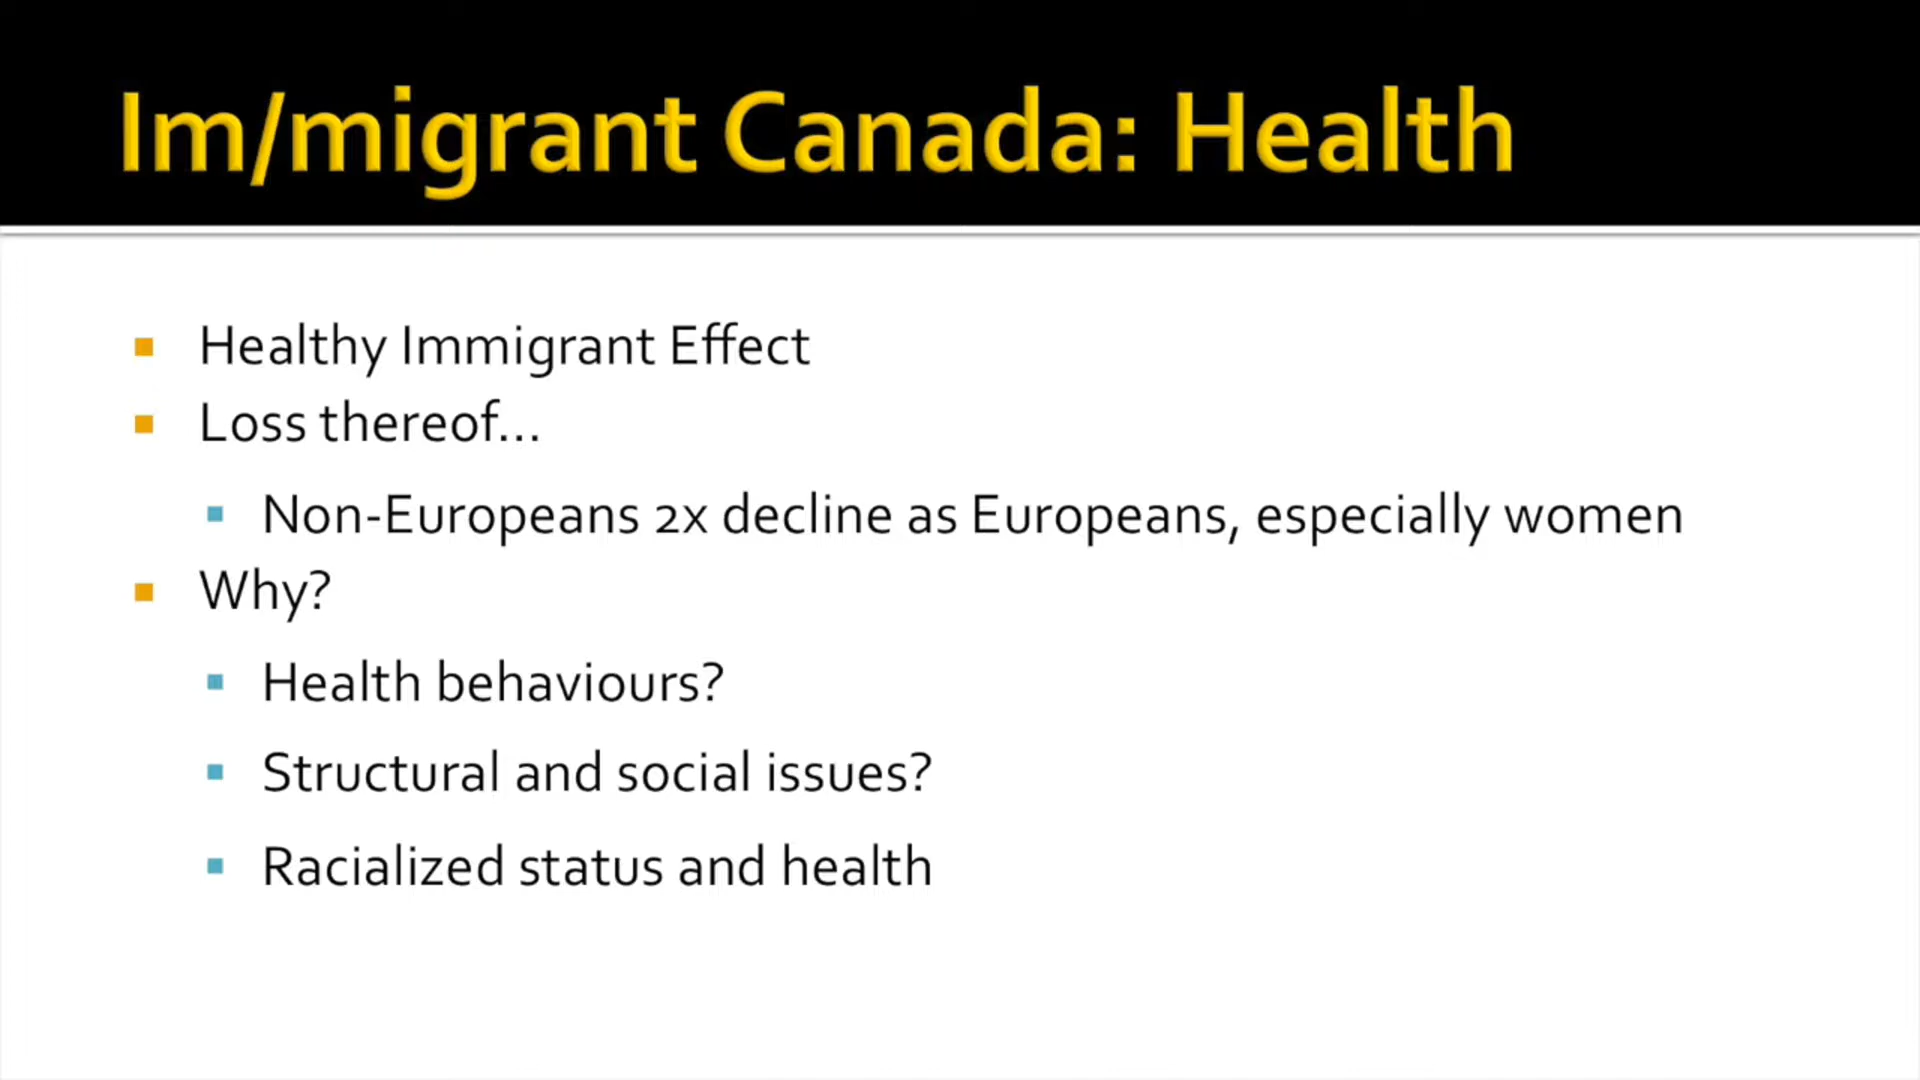 Im/migrant Canada: Health
Healthy Immigrant Effect
Loss thereof...
Non-Europeans 2x decline as Europeans, especially women
Why?
Health behaviours?
Structural and social issues?
Racialized status and health